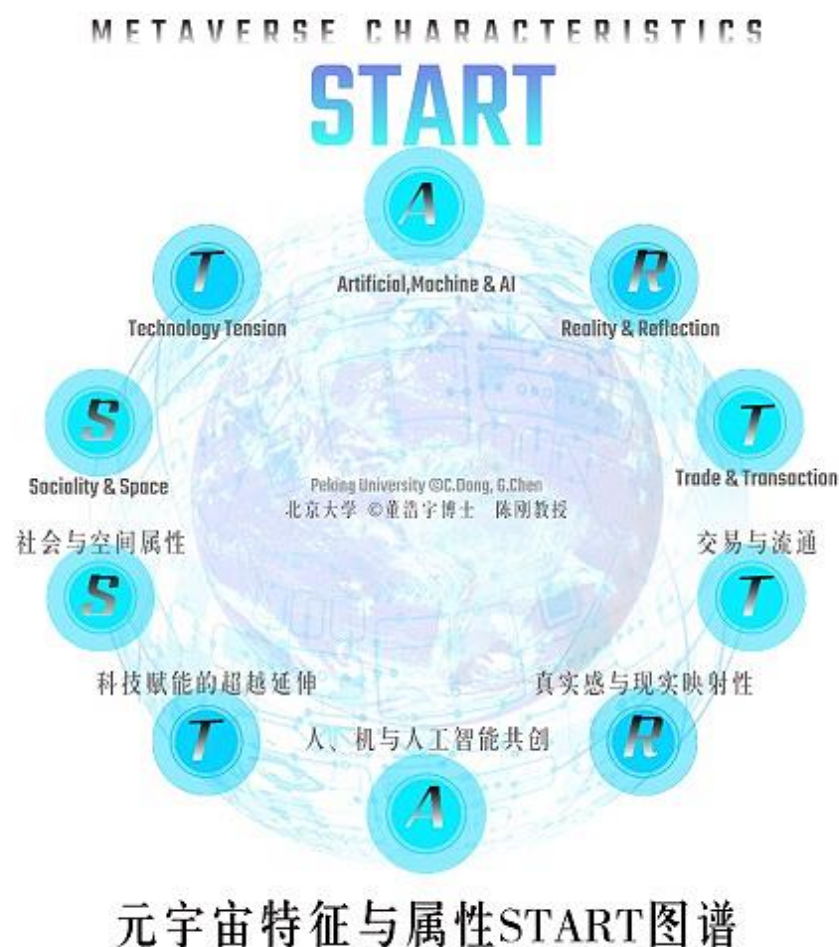 METAVERSE CHARACTERISTICS
START
A
Artificial,Machine & AI
T
Technology Tension
R
Reality & Reflection
S
Sociality & Space
T
Trade & Transaction
Peking University ©C.Dong, G.Chen
北京大学 ©董浩宇博士 陈刚教授
社会与空间属性
S
交易与流通
T
科技赋能的超越延伸
T
真实感与现实映射性
R
人、机与人工智能共创
A
元宇宙特征与属性START图谱